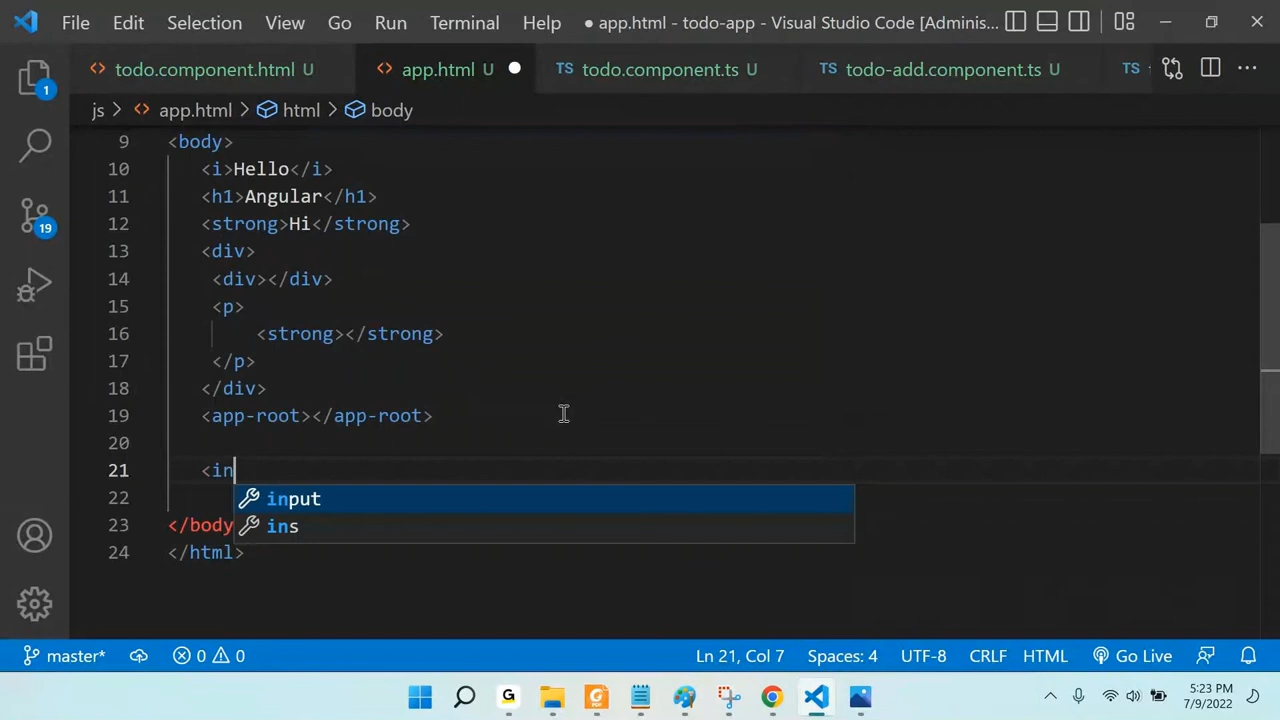 File Edit Selection View Go Run Terminal Help ● app.html - todo-app - Visual Studio Code [Adminis...
<> todo.component.html U <> app.html U ● TS todo.component.ts U TS todo-add.component.ts U TS ...
js > <> app.html > html > body
1
9 <body>
10 <i>Hello</i>
11 <h1>Angular</h1>
12 <strong>Hi</strong>
19
13 <div>
14 <div></div>
15 <p>
16 <strong></strong>
17 </p>
18 </div>
19 <app-root></app-root>
20
21 <in
22 input
23 </body ins
24 </html>
master* 0 0 Ln 21, Col 7 Spaces: 4 UTF-8 CRLF HTML Go Live
G PDF 5:23 PM
7/9/2022